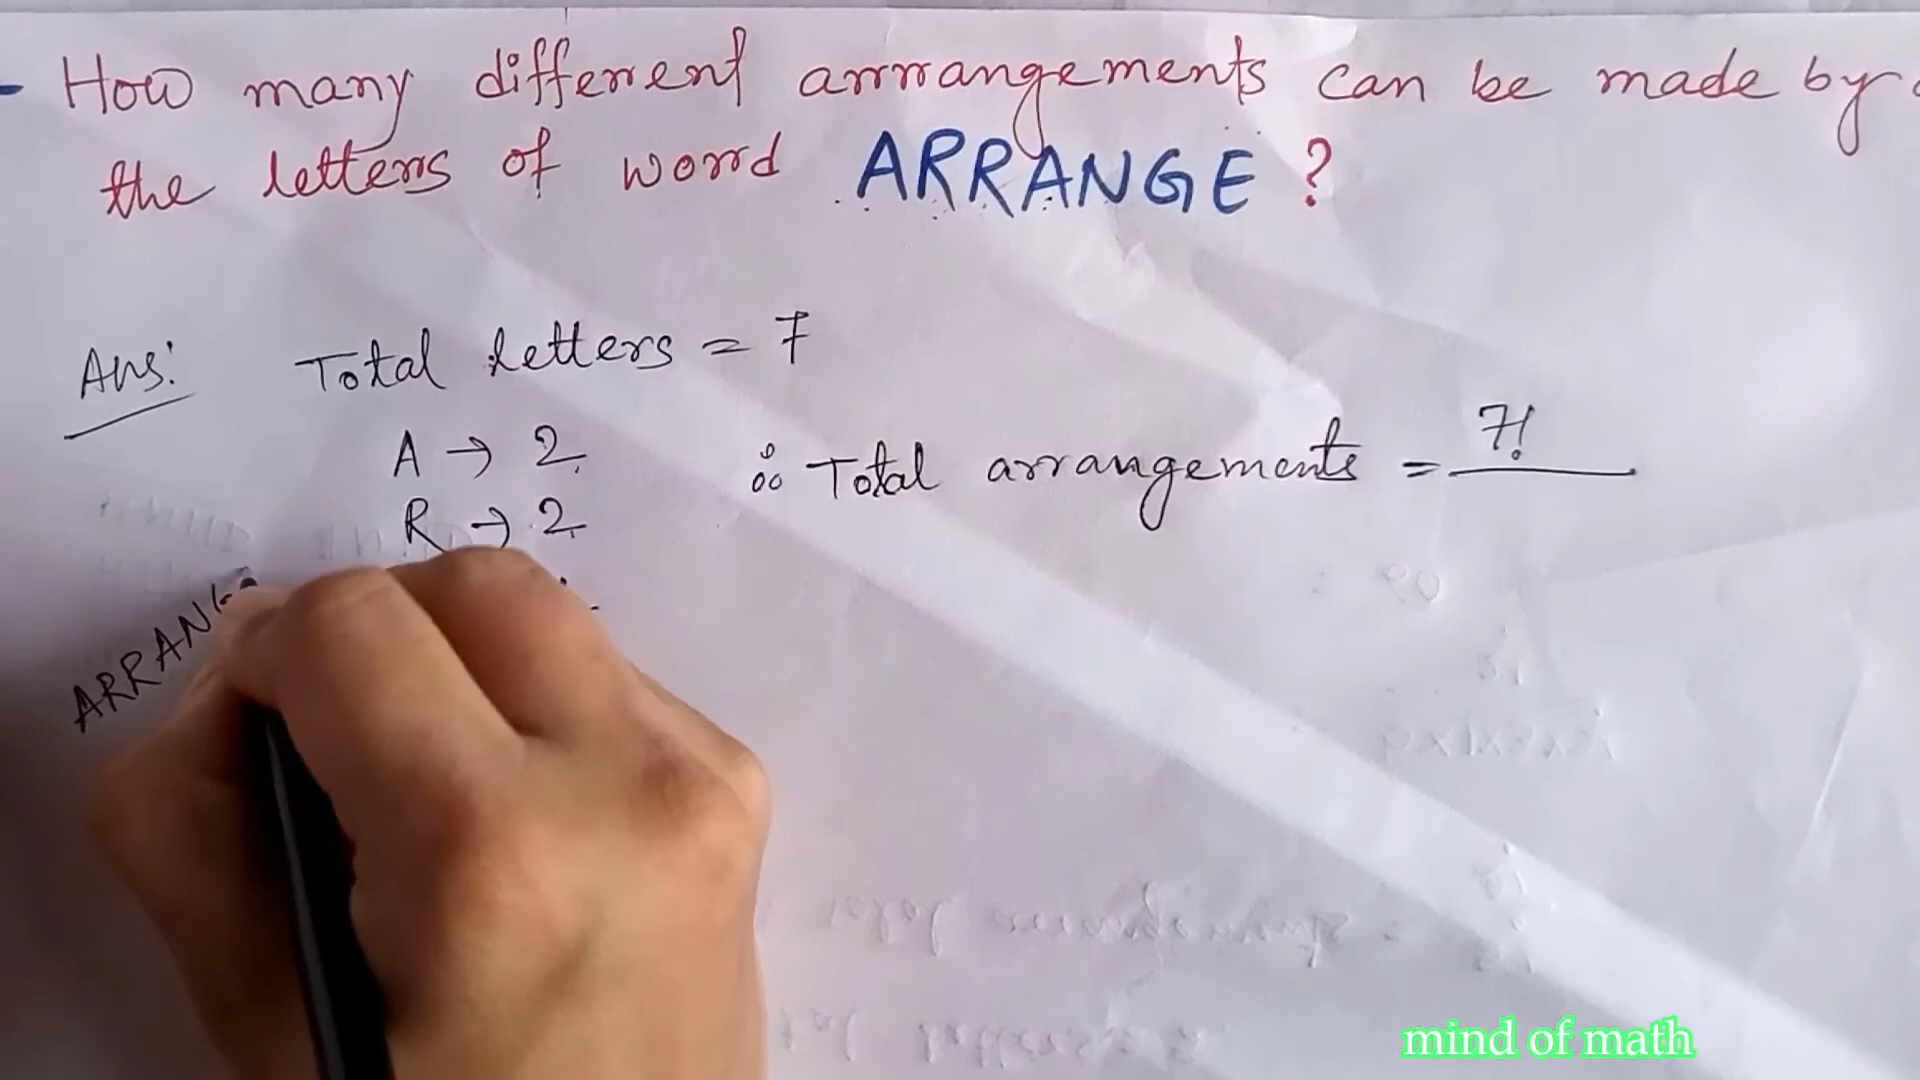 How many different arrangements can be made by
the letters of word ARRANGE ?
Ans: Total letters = 7
A → 2
R → 2
∴ Total arrangements = 7!
ARRANG
mind of math